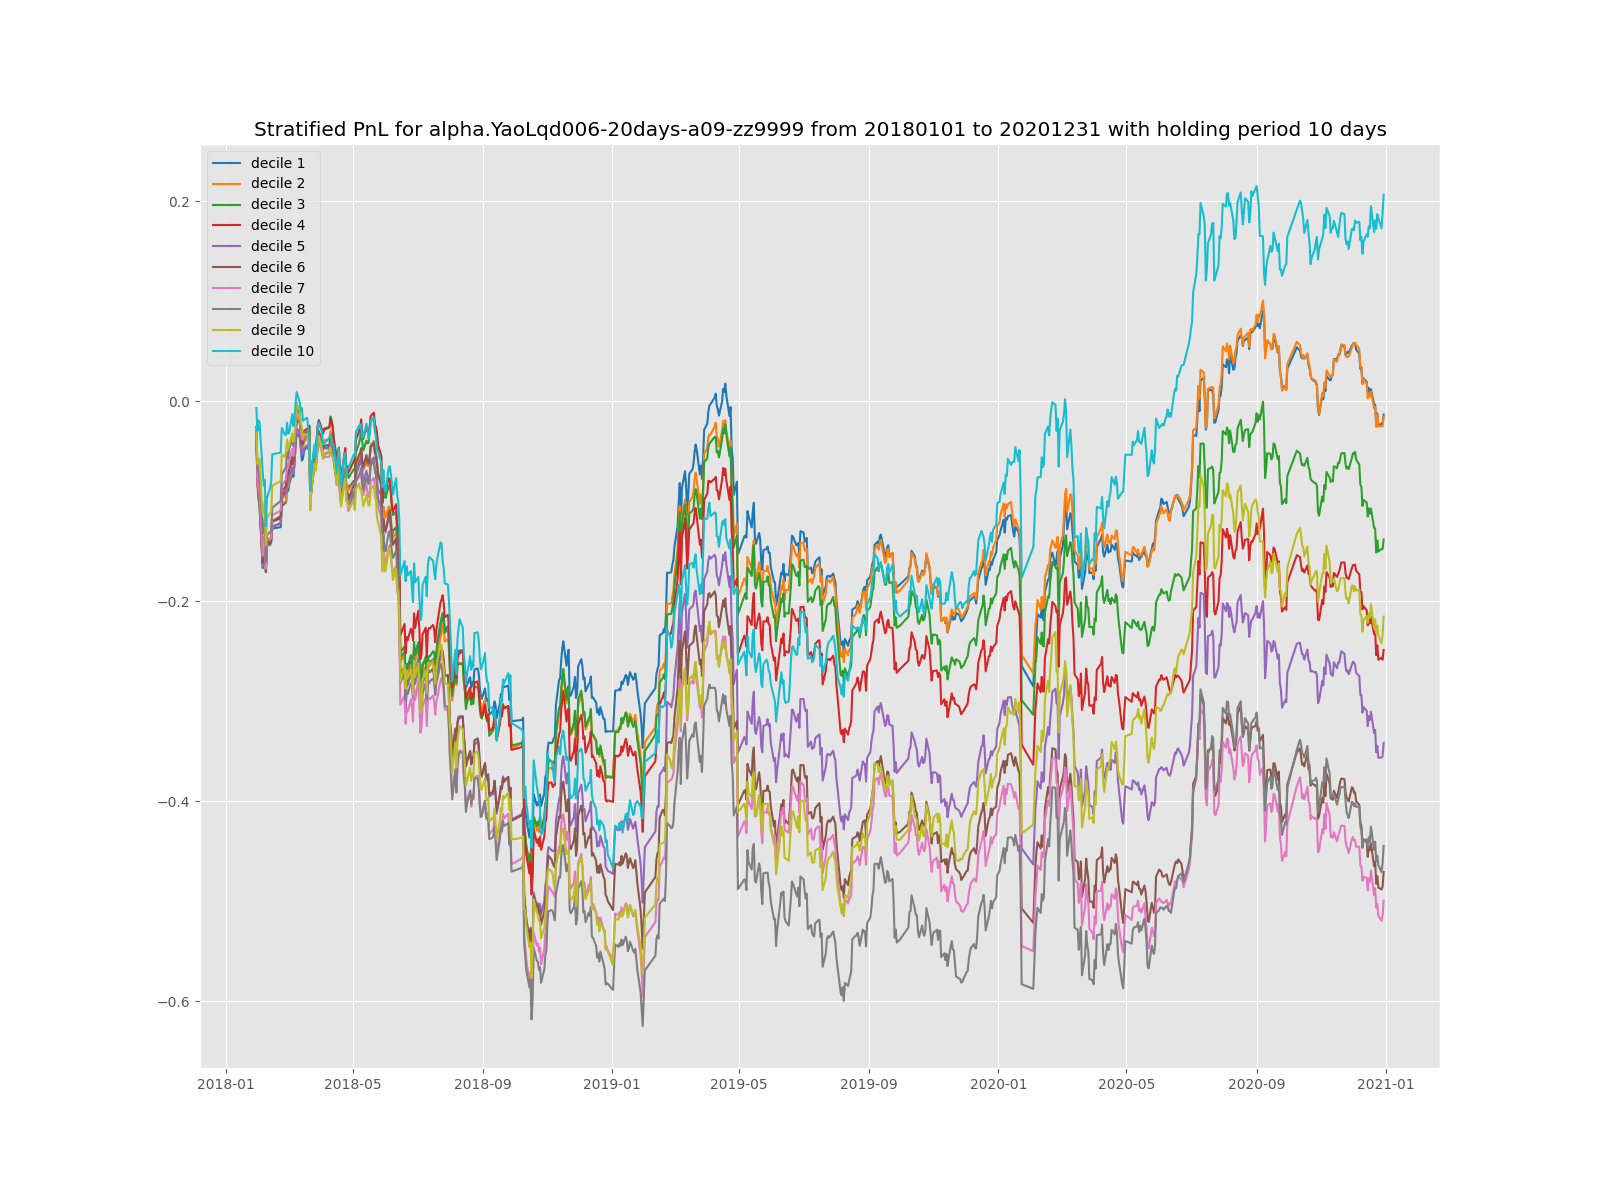 Stratified PnL for alpha.YaoLqd006-20days-a09-zz9999 from 20180101 to 20201231 with holding period 10 days
decile 1
decile 2
decile 3
decile 4
decile 5
decile 6
decile 7
decile 8
decile 9
decile 10
0.2
0.0
−0.2
−0.4
−0.6
2018-01 2018-05 2018-09 2019-01 2019-05 2019-09 2020-01 2020-05 2020-09 2021-01